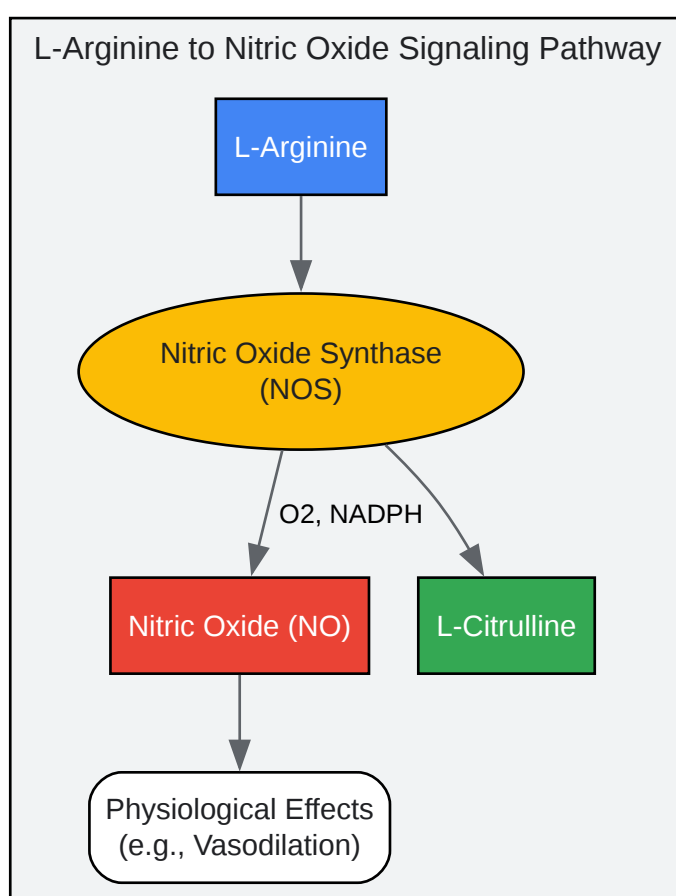 L-Arginine to Nitric Oxide Signaling Pathway
L-Arginine
Nitric Oxide Synthase
(NOS)
O2, NADPH
Nitric Oxide (NO)
L-Citrulline
Physiological Effects
(e.g., Vasodilation)